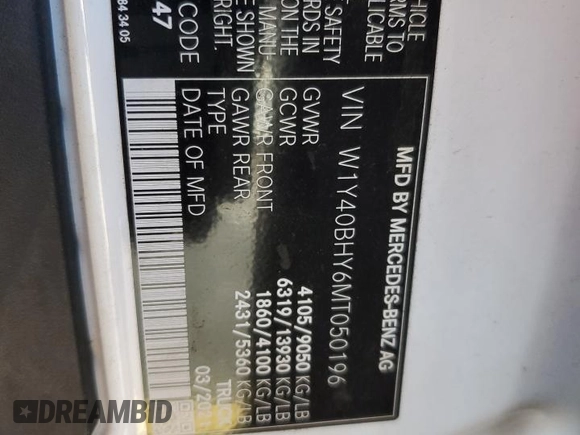 MFD BY MERCEDES-BENZ AG
VIN W1Y40BHY6MT050196
GVWR 4105/9050 KG/LB
GCWR 6319/13930 KG/LB
GAWR FRONT 1860/4100 KG/LB
GAWR REAR 2431/5360 KG/LB
TYPE
DATE OF MFD 03/
HICLE
RMS TO
LICABLE
SAFETY
RDS IN
ON THE
MANU-
E SHOWN
RIGHT.
CODE
47
84 34 05
DREAMBID